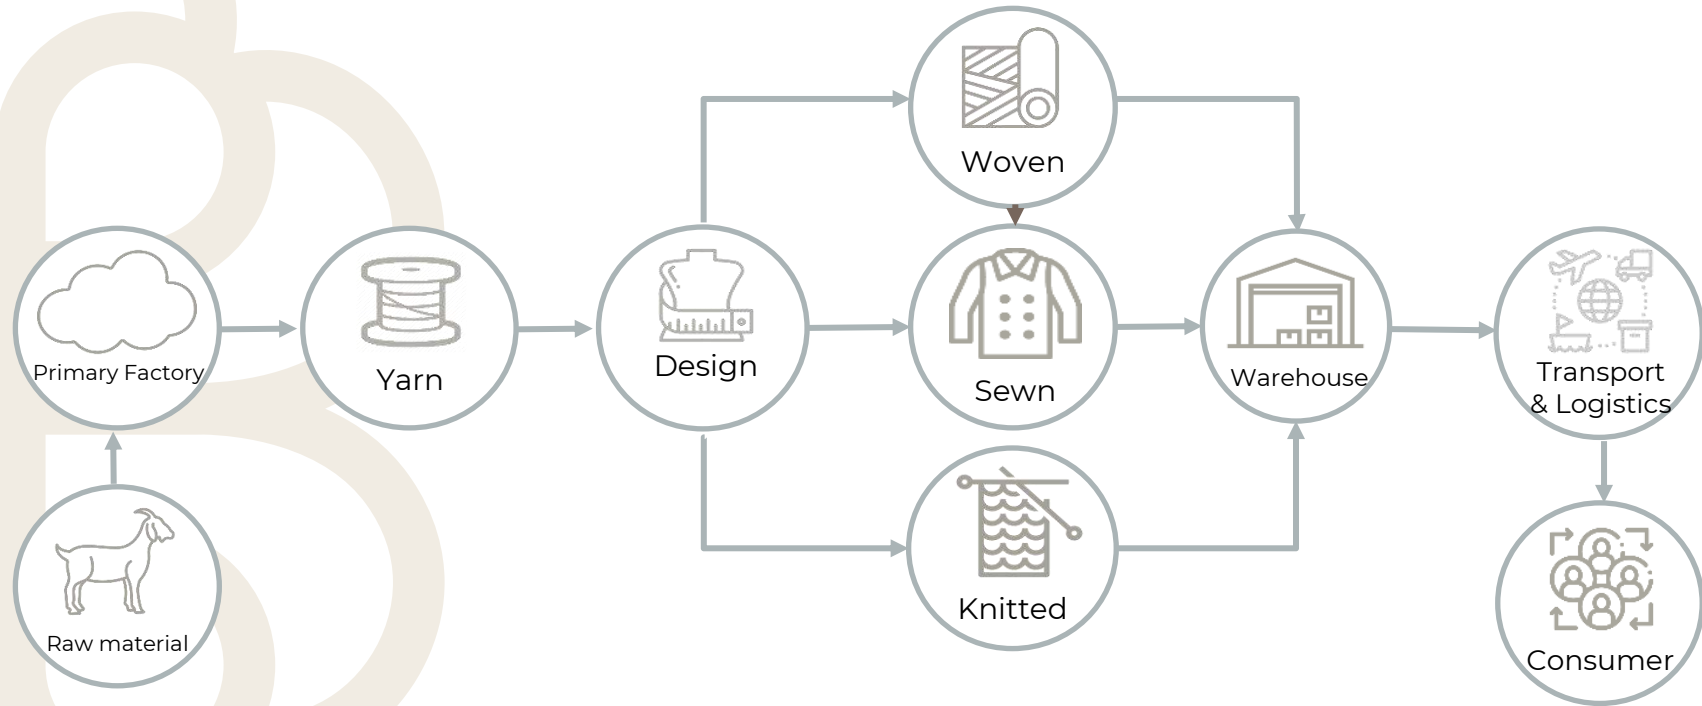 Woven
Primary Factory
Yarn
Design
Sewn
Warehouse
Transport
& Logistics
Raw material
Knitted
Consumer